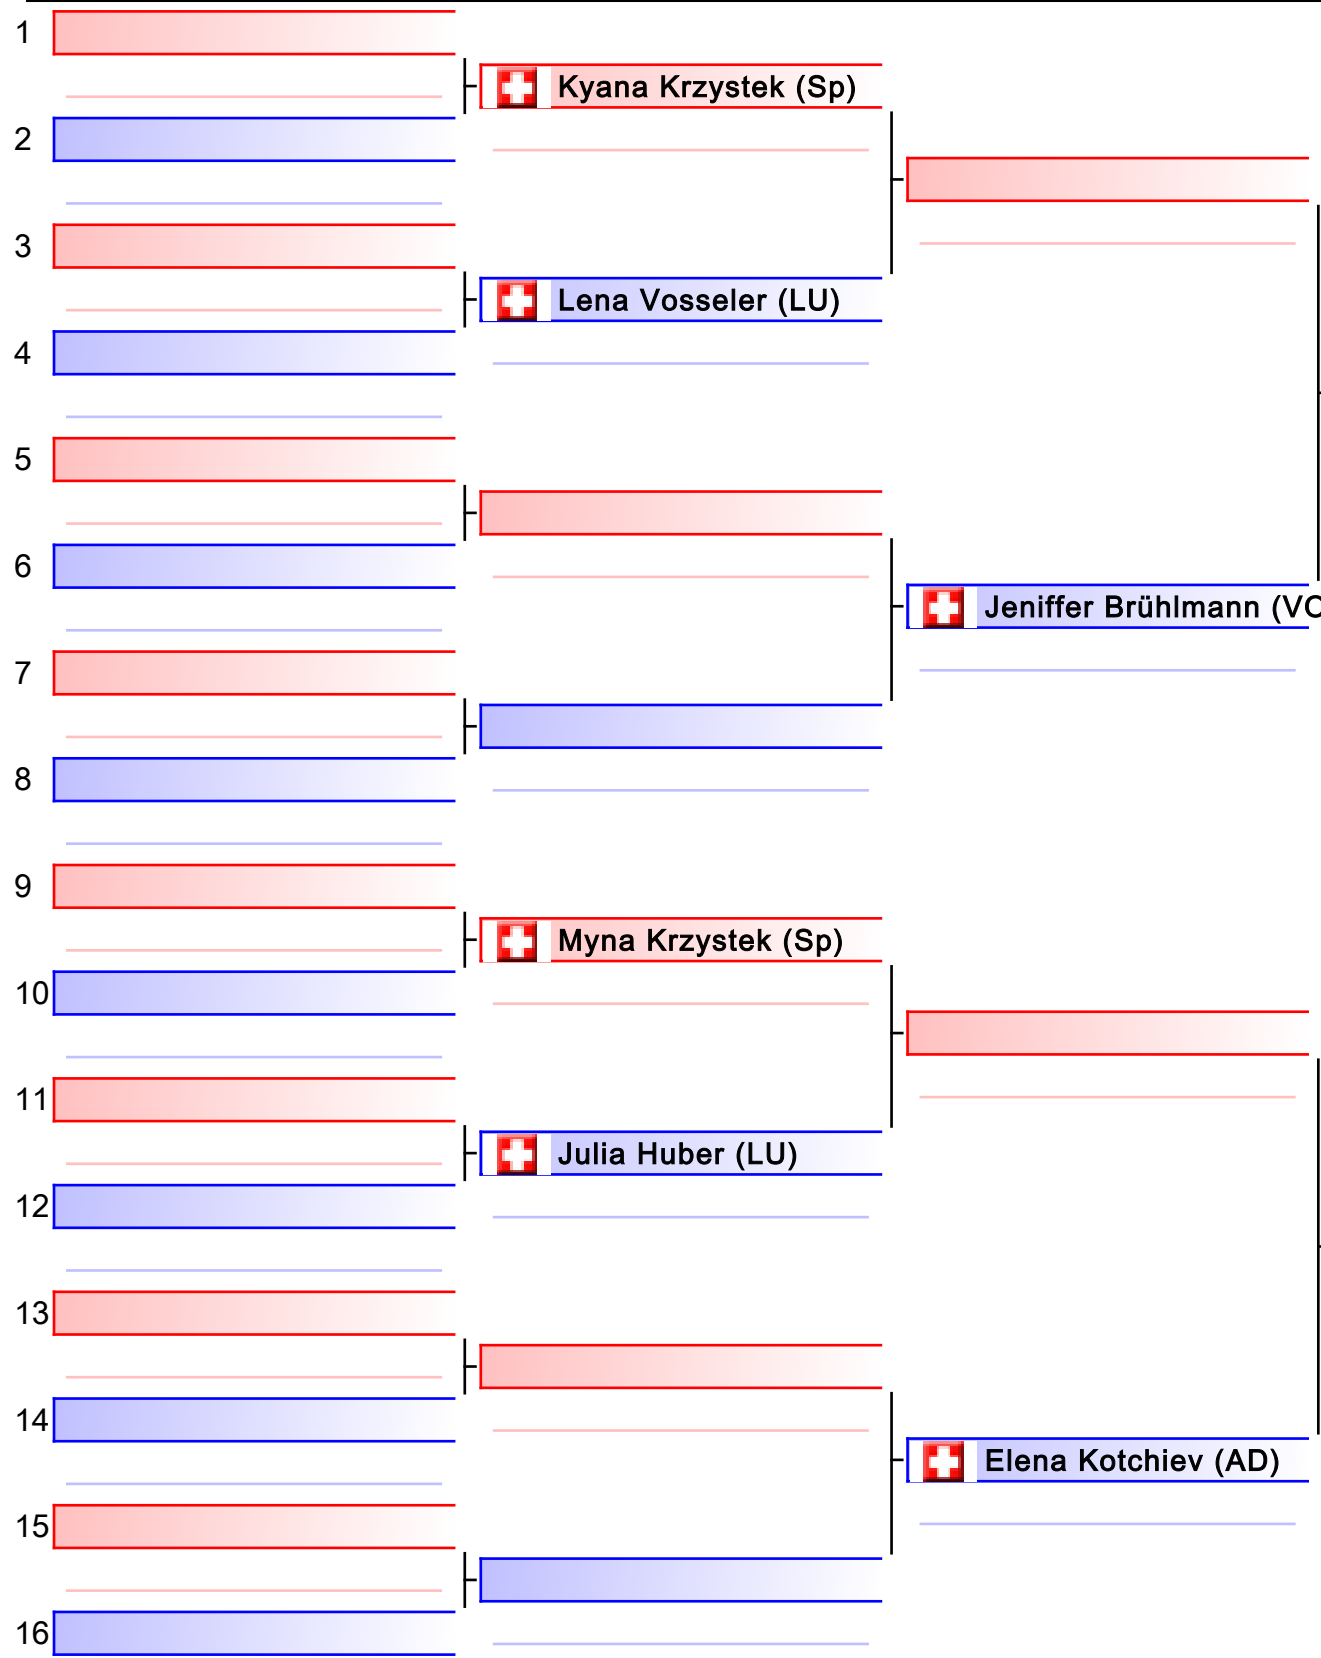 1
Kyana Krzystek (Sp)
2
3
Lena Vosseler (LU)
4
5
6
Jeniffer Brühlmann (VC
7
8
9
Myna Krzystek (Sp)
10
11
Julia Huber (LU)
12
13
14
Elena Kotchiev (AD)
15
16